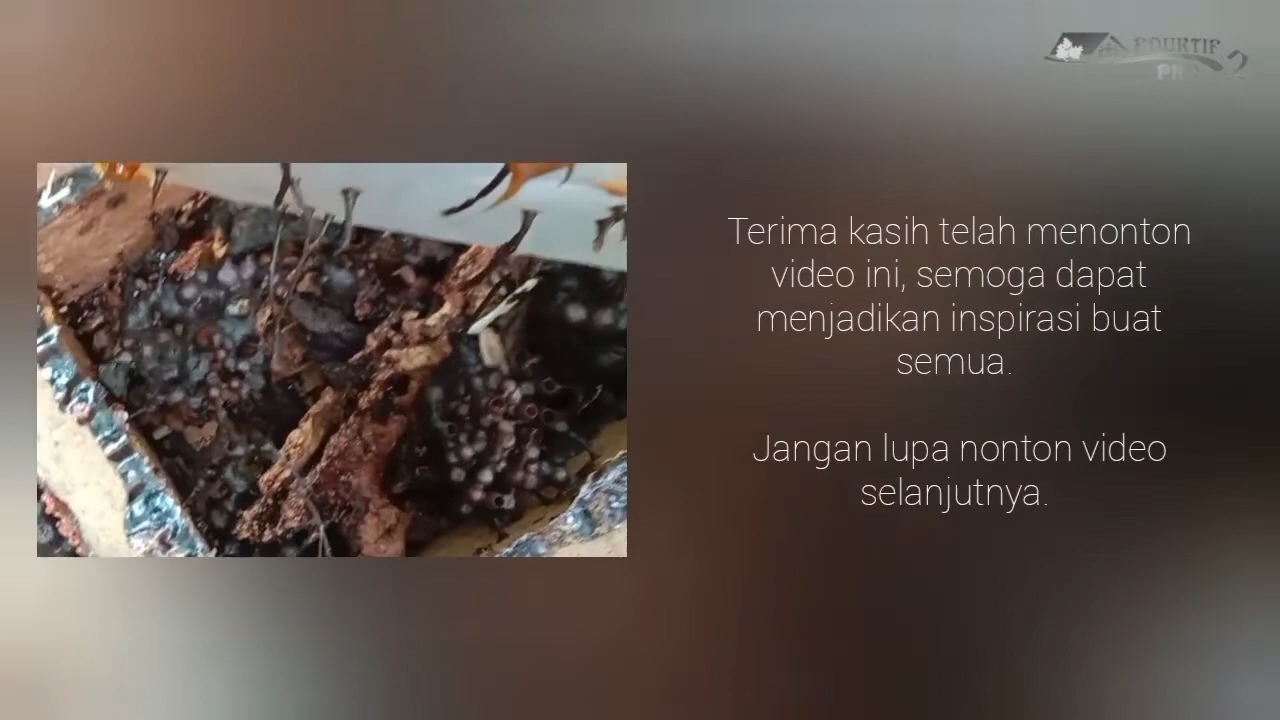 Terima kasih telah menonton
video ini, semoga dapat
menjadikan inspirasi buat
semua.
Jangan lupa nonton video
selanjutnya.